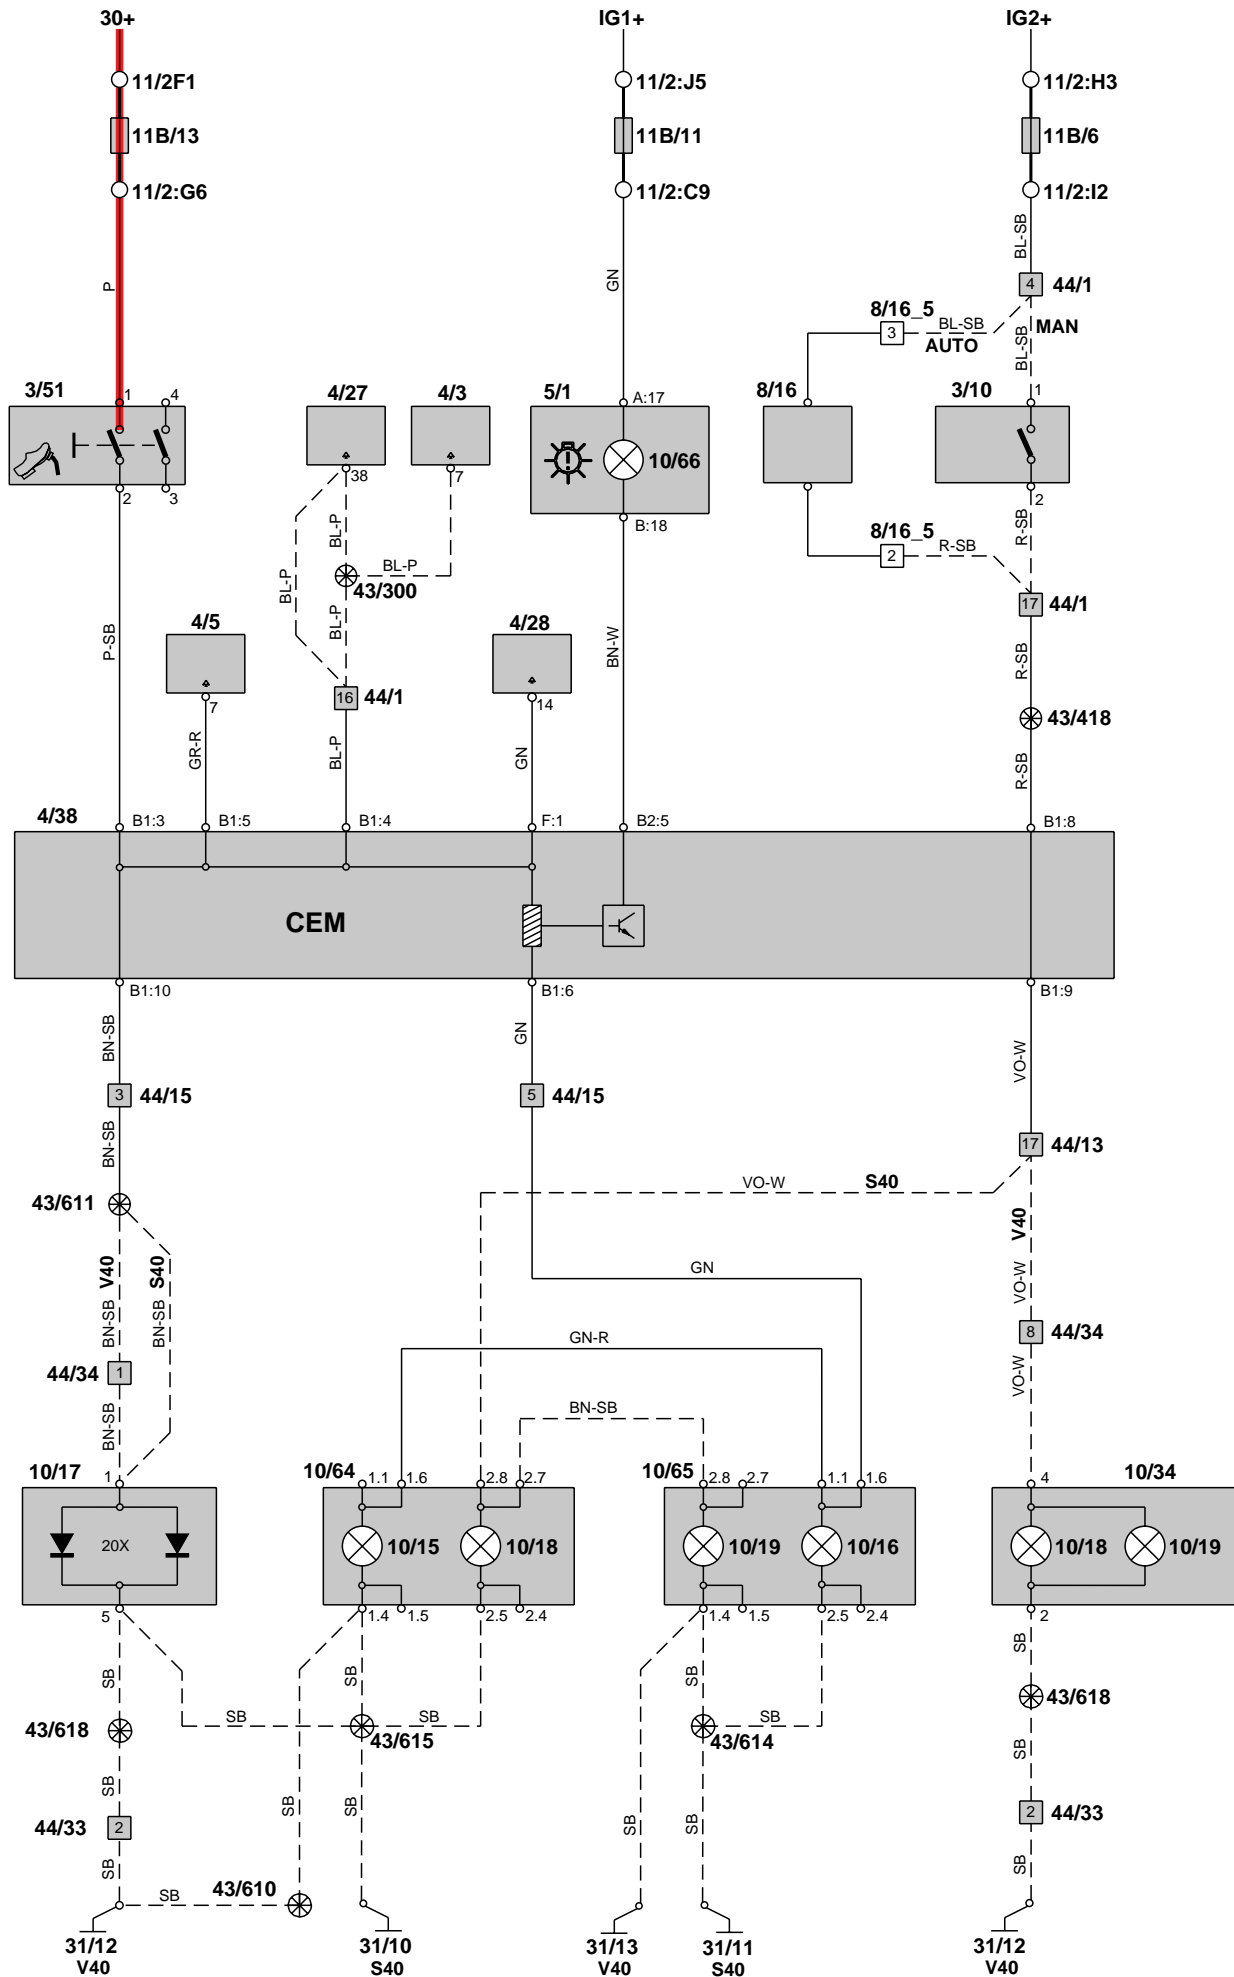 30+ IG1+ IG2+
11/2F1 11/2:J5 11/2:H3
11B/13 11B/11 11B/6
11/2:G6 11/2:C9 11/2:I2
P GN BL-SB
4 44/1
8/16_5
3 BL-SB MAN
AUTO BL-SB
3/51 4/27 4/3 5/1 8/16 3/10
1 4 A:17 1
10/66
2 3 38 7 B:18 2
8/16_5
2 R-SB R-SB
BL-P BL-P BL-P
43/300
17 44/1
4/5 4/28
P-SB BL-P BN-W R-SB
7 16 44/1 14
43/418
GR-R BL-P GN R-SB
4/38 B1:3 B1:5 B1:4 F:1 B2:5 B1:8
CEM
B1:10 B1:6 B1:9
BN-SB GN VO-W
3 44/15 5 44/15
BN-SB 17 44/13
VO-W S40
43/611
V40 S40 V40
GN
BN-SB BN-SB VO-W
8 44/34
GN-R
44/34 1 VO-W
BN-SB BN-SB
10/17 1 10/64 1.1 1.6 2.8 2.7 10/65 2.8 2.7 1.1 1.6 4 10/34
20X 10/15 10/18 10/19 10/16 10/18 10/19
5 1.4 1.5 2.5 2.4 1.4 1.5 2.5 2.4 2
SB SB SB SB
43/618
SB SB SB
43/618 43/615 43/614
SB SB SB SB SB SB
44/33 2 2 44/33
SB SB
SB 43/610
31/12 31/10 31/13 31/11 31/12
V40 S40 V40 S40 V40